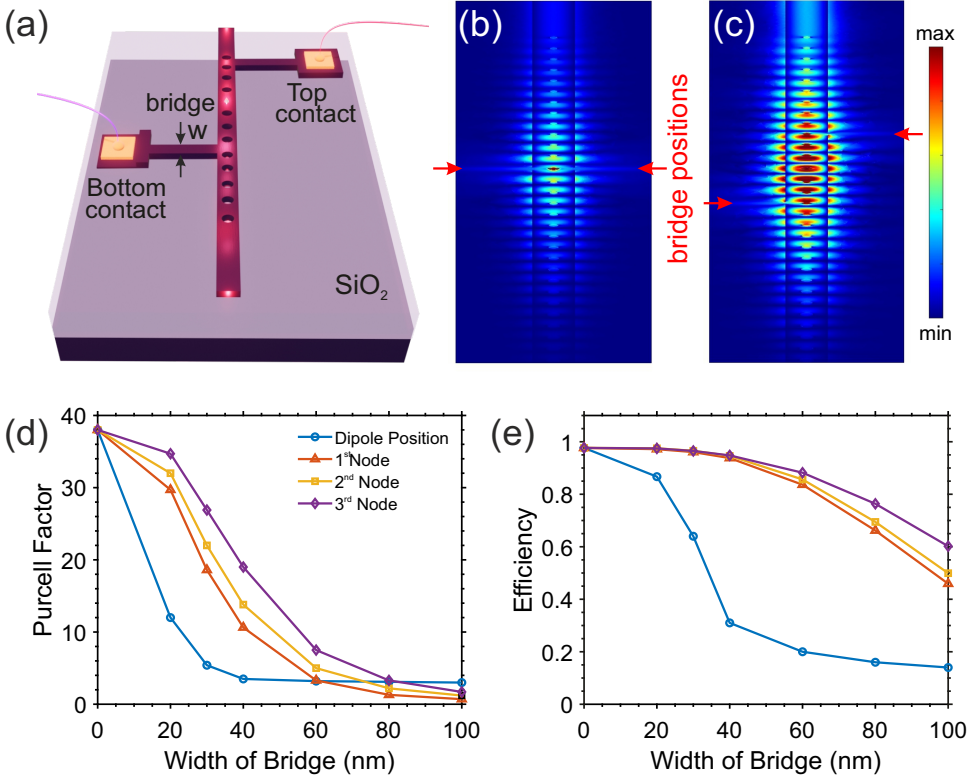 (a)
bridge
w
Top
contact
Bottom
contact
SiO₂
(b)
bridge positions
(c)
max
min
(d)
Purcell Factor
40
30
20
10
0
Dipole Position
1st Node
2nd Node
3rd Node
0 20 40 60 80 100
Width of Bridge (nm)
(e)
Efficiency
1
0.8
0.6
0.4
0.2
0
0 20 40 60 80 100
Width of Bridge (nm)